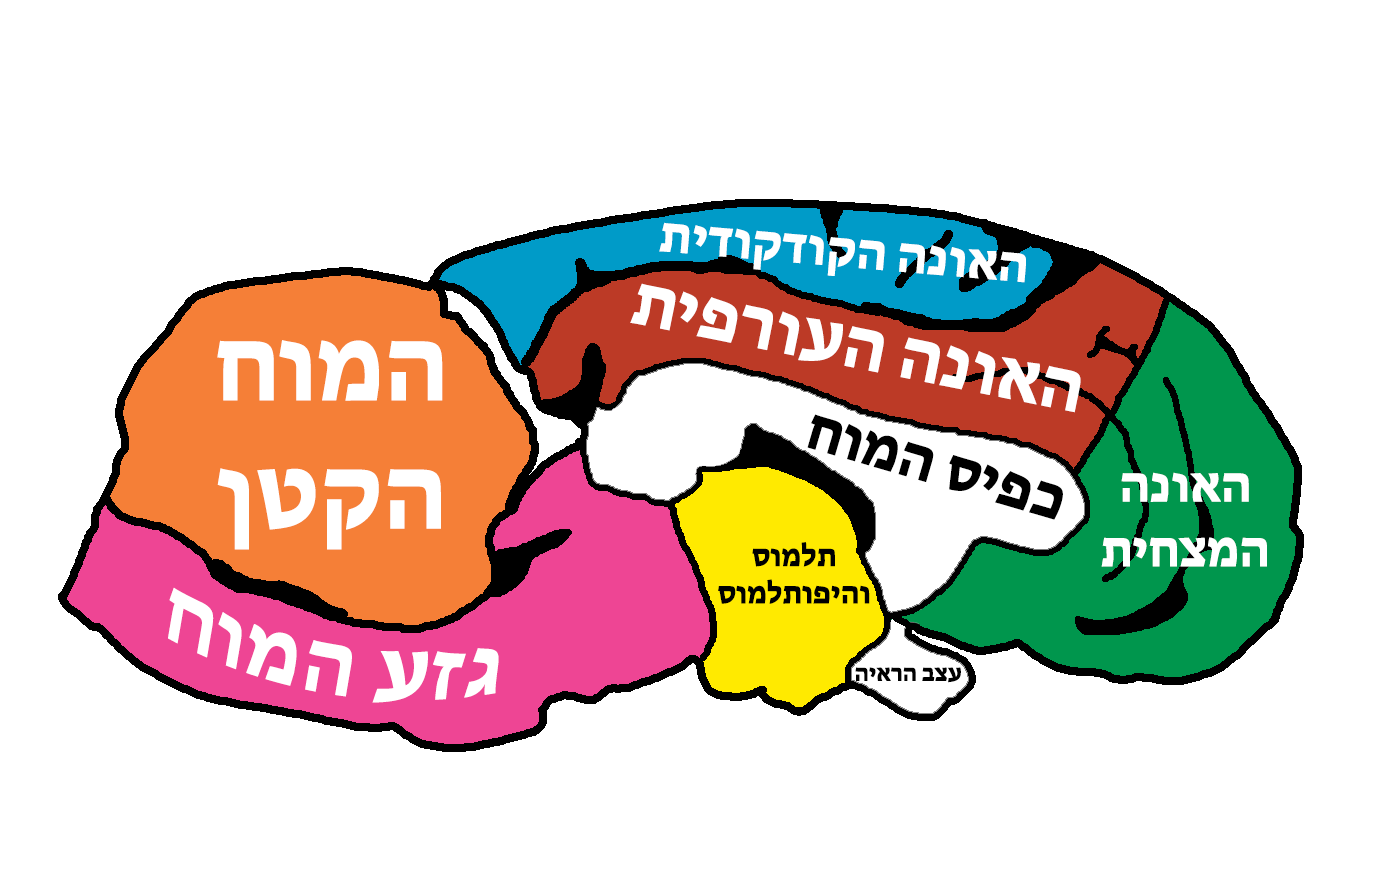 האונה הקודקודית
האונה העורפית
המוח
הקטן
כפיס המוח
האונה
המצחית
תלמוס
והיפותלמוס
גזע המוח
עצב הראיה